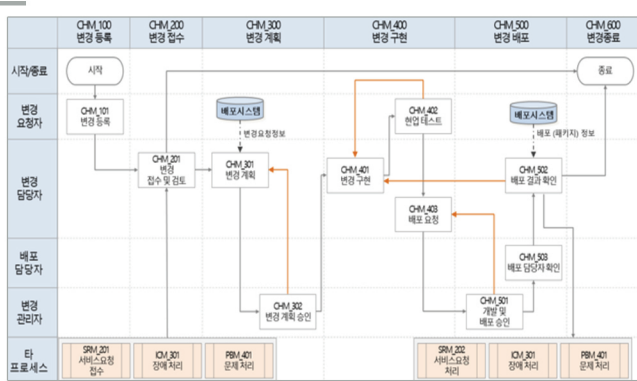 CHM_100
변경 등록
CHM_200
변경 접수
CHM_300
변경 계획
CHM_400
변경 구현
CHM_500
변경 배포
CHM_600
변경종료
시작/종료
시작
종료
변경
요청자
CHM_101
변경 등록
배포시스템
변경요청정보
CHM_402
현업 테스트
배포시스템
배포 (패키지) 정보
변경
담당자
CHM_201
변경
접수 및 검토
CHM_301
변경 계획
CHM_401
변경 구현
CHM_502
배포 결과 확인
CHM_403
배포 요청
배포
담당자
CHM_503
배포 담당자 확인
변경
관리자
CHM_302
변경 계획 승인
CHM_501
개발 및
배포 승인
타
프로세스
SRM_201
서비스요청
접수
ICM_301
장애 처리
PBM_401
문제 처리
SRM_202
서비스요청
처리
ICM_301
장애 처리
PBM_401
문제 처리